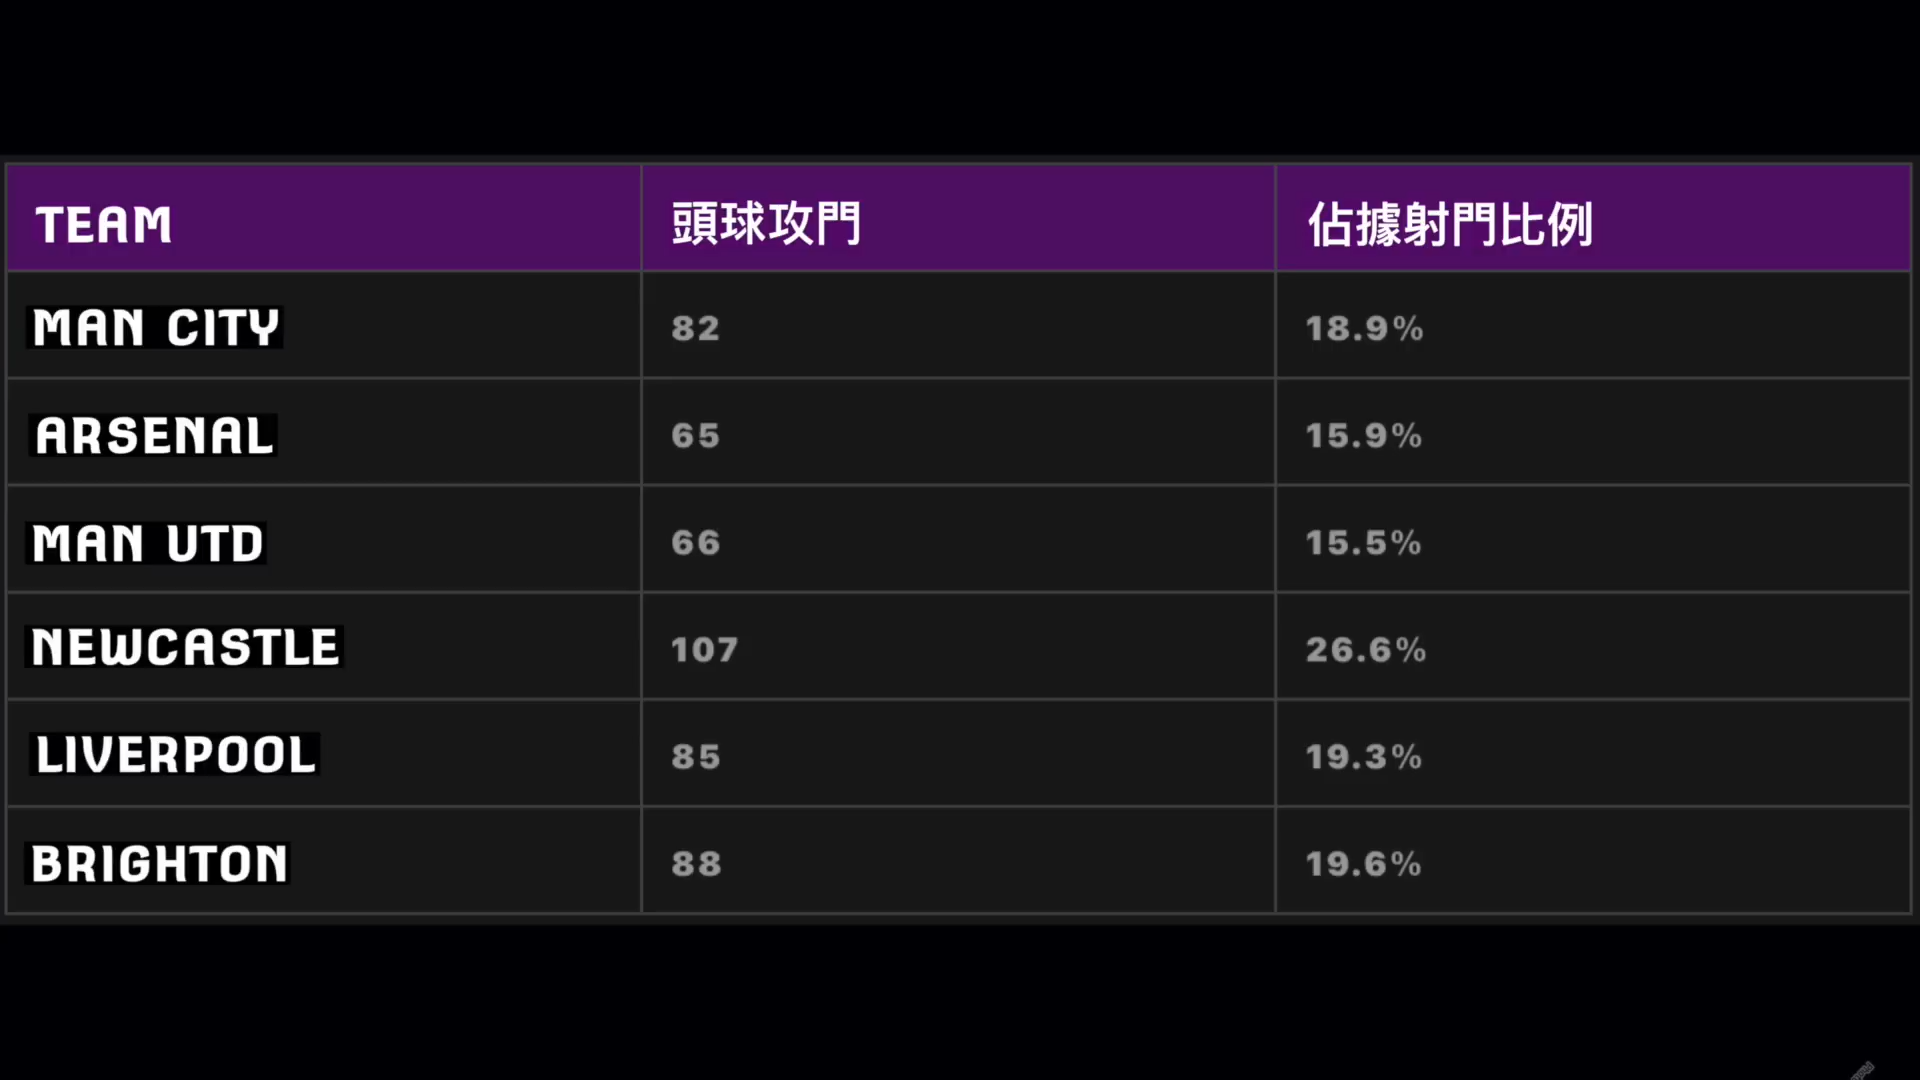 TEAM 頭球攻門 佔據射門比例
MAN CITY 82 18.9%
ARSENAL 65 15.9%
MAN UTD 66 15.5%
NEWCASTLE 107 26.6%
LIVERPOOL 85 19.3%
BRIGHTON 88 19.6%